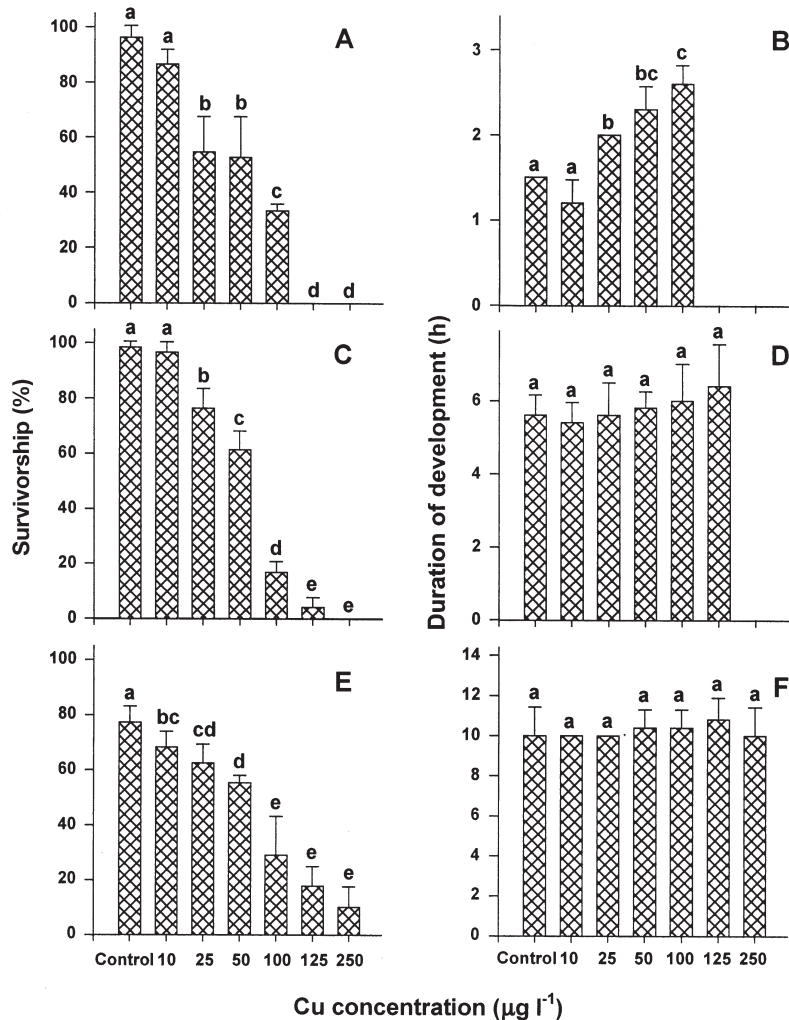 A
100
80
60
40
20
0
a
a
b
b
c
d
d
B
3
2
1
0
a
a
b
bc
c
C
100
80
60
40
20
0
a
a
b
c
d
e
e
D
6
4
2
0
a
a
a
a
a
a
E
100
80
60
40
20
0
a
bc
cd
d
e
e
e
Control 10 25 50 100 125 250
F
14
12
10
8
6
4
2
0
a
a
a
a
a
a
a
Control 10 25 50 100 125 250
Survivorship (%)
Duration of development (h)
Cu concentration (µg l⁻¹)